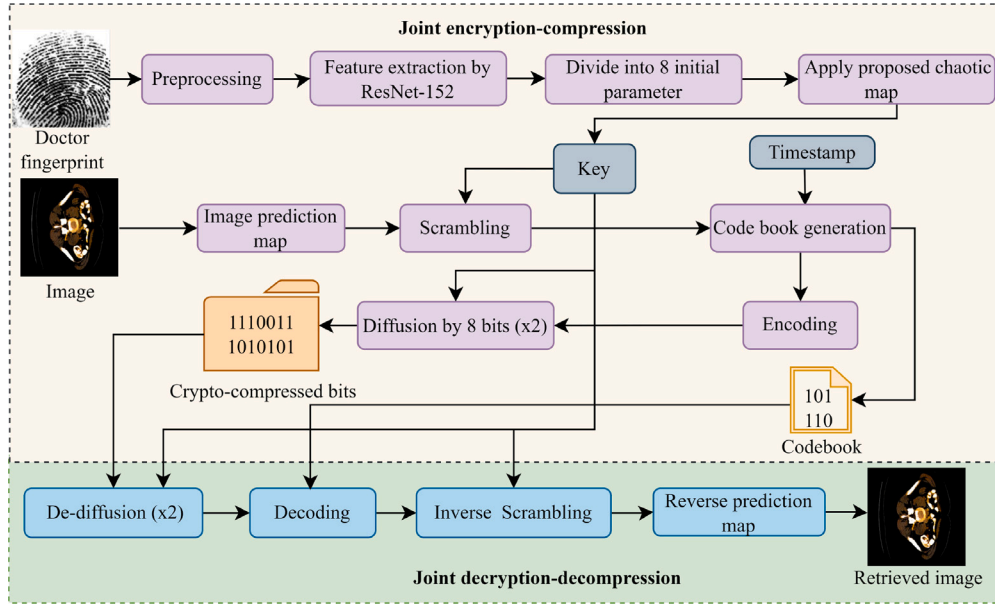 Joint encryption-compression
Preprocessing
Feature extraction by
ResNet-152
Divide into 8 initial
parameter
Apply proposed chaotic
map
Doctor
fingerprint
Key
Timestamp
Image prediction
map
Scrambling
Code book generation
Image
1110011
1010101
Diffusion by 8 bits (x2)
Encoding
Crypto-compressed bits
101
110
Codebook
De-diffusion (x2)
Decoding
Inverse Scrambling
Reverse prediction
map
Retrieved image
Joint decryption-decompression